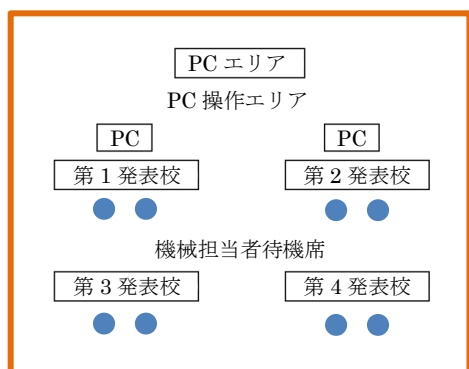 PC エリア
PC 操作エリア
PC PC
第 1 発表校 第 2 発表校
機械担当者待機席
第 3 発表校 第 4 発表校